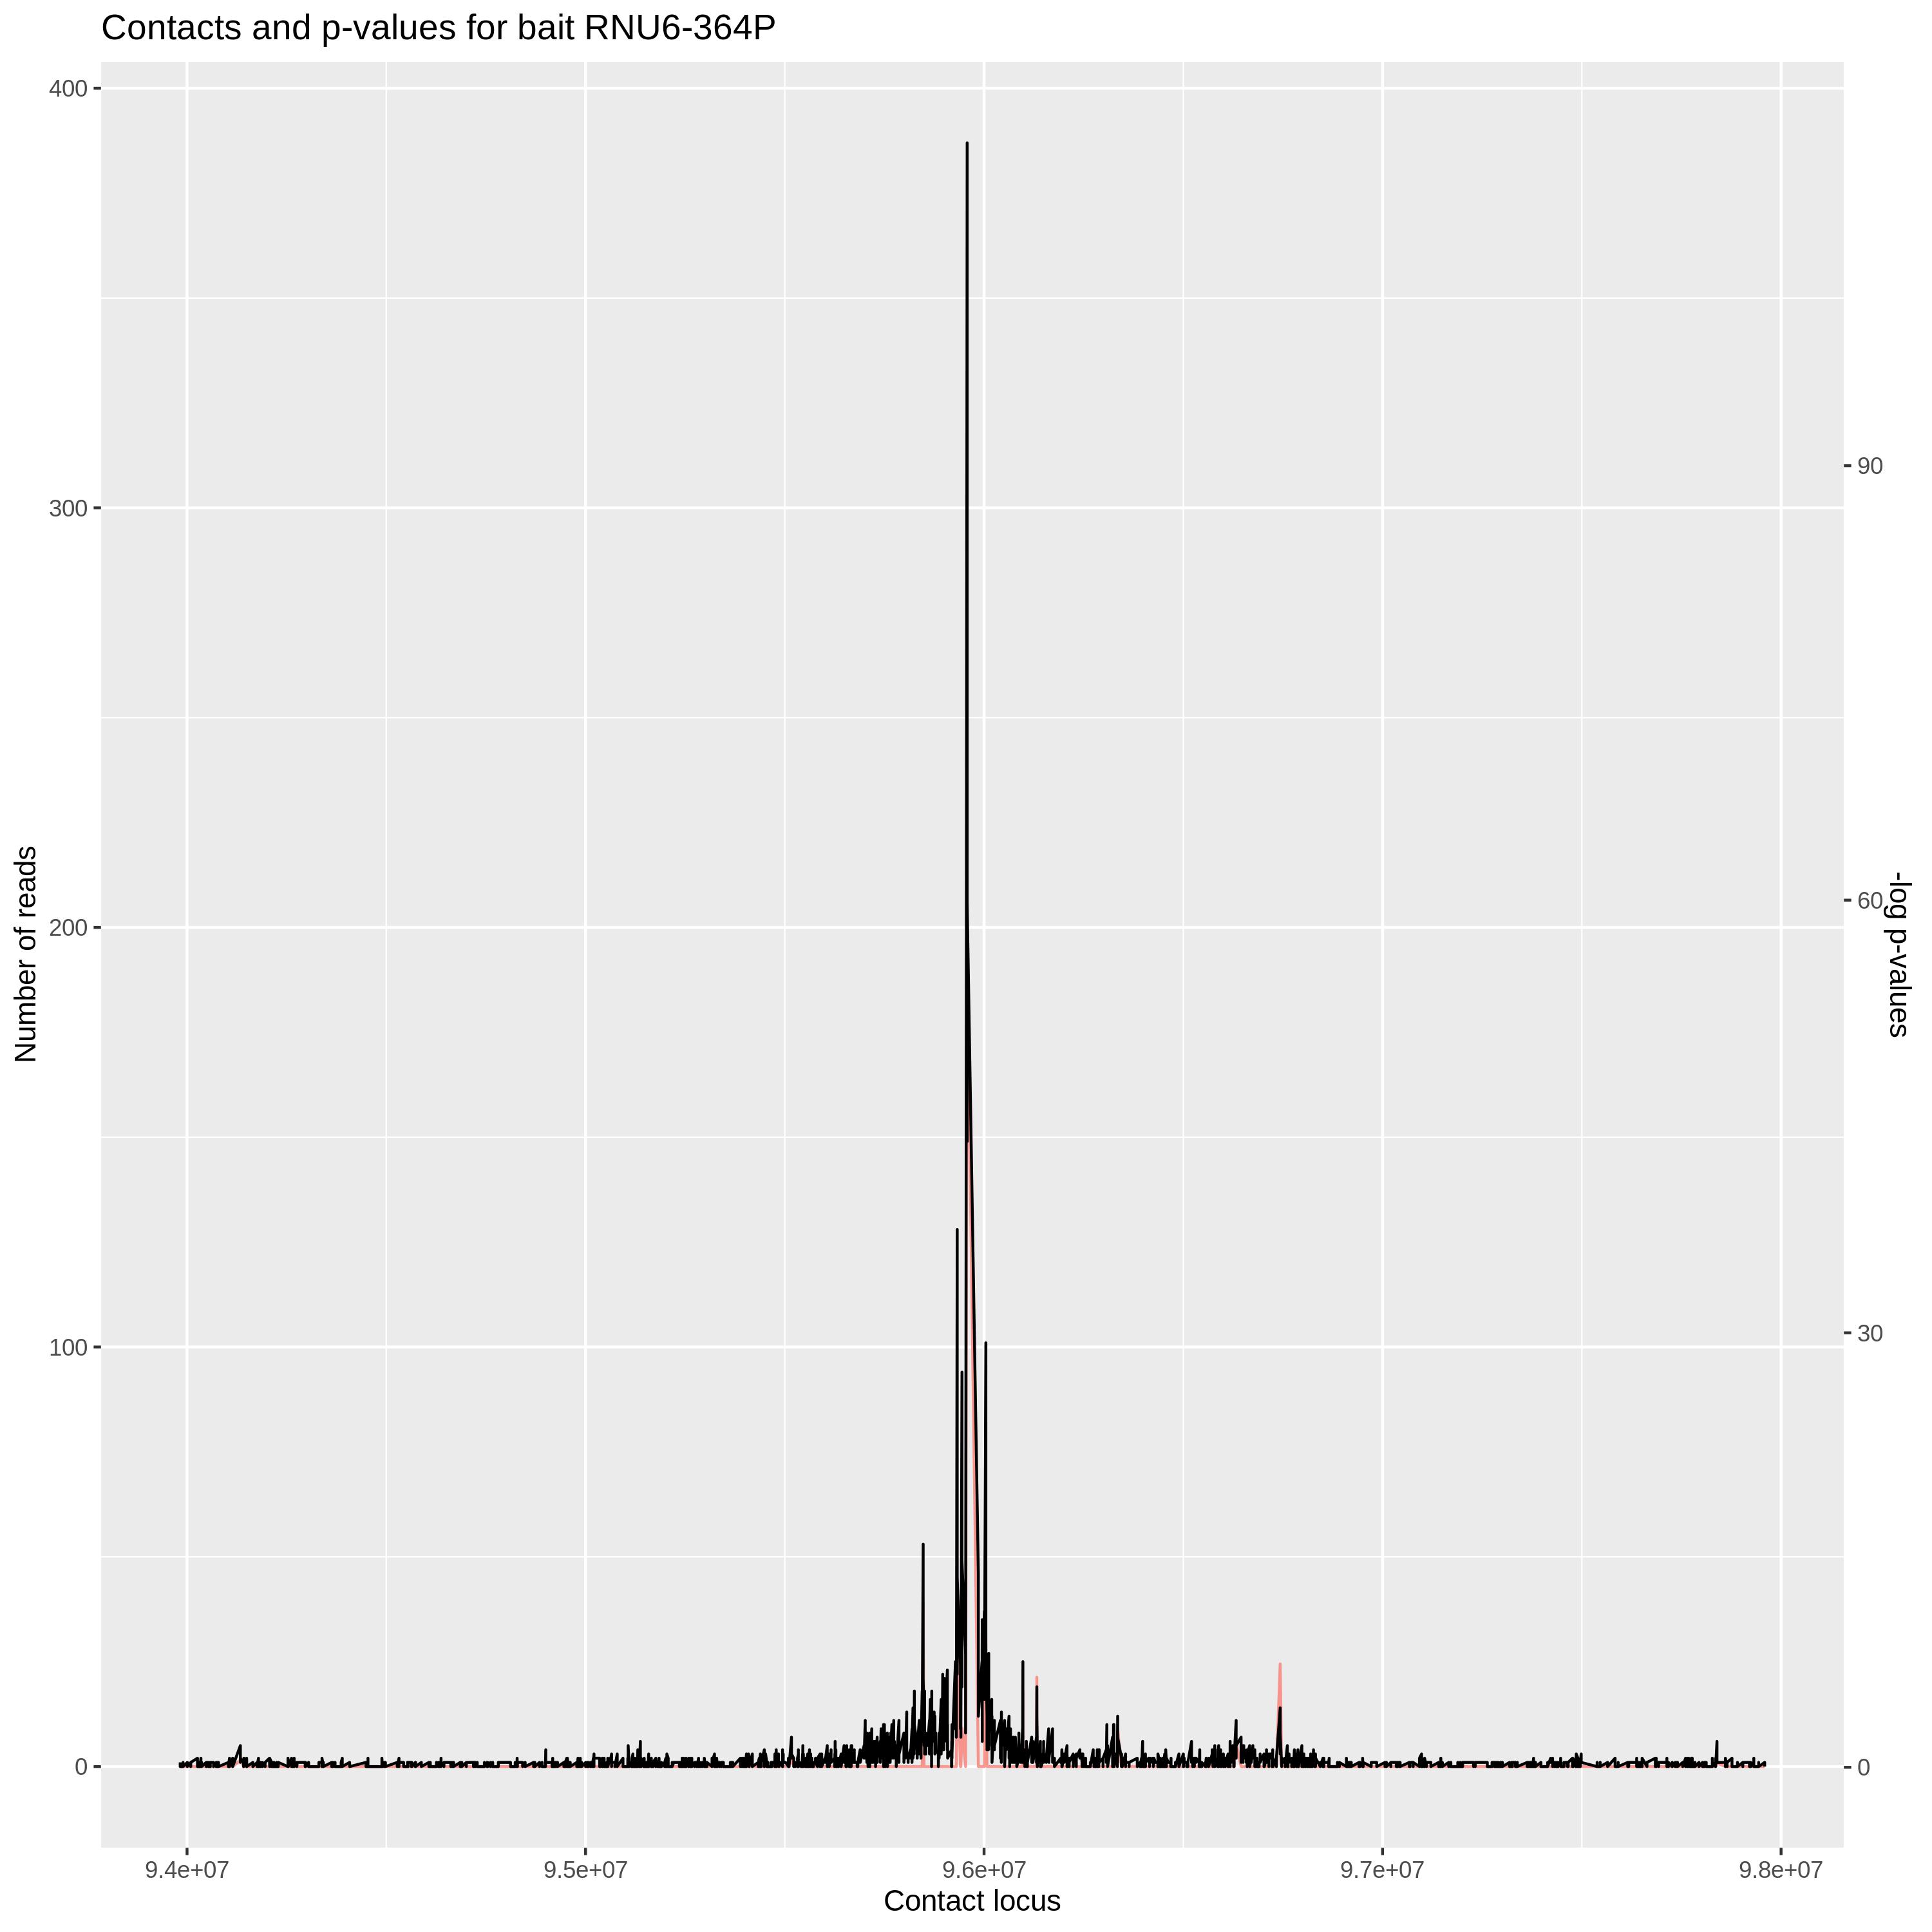 Contacts and p-values for bait RNU6-364P
400
300
200
100
0
90
60
30
0
Number of reads
-log p-values
9.4e+07
9.5e+07
9.6e+07
9.7e+07
9.8e+07
Contact locus